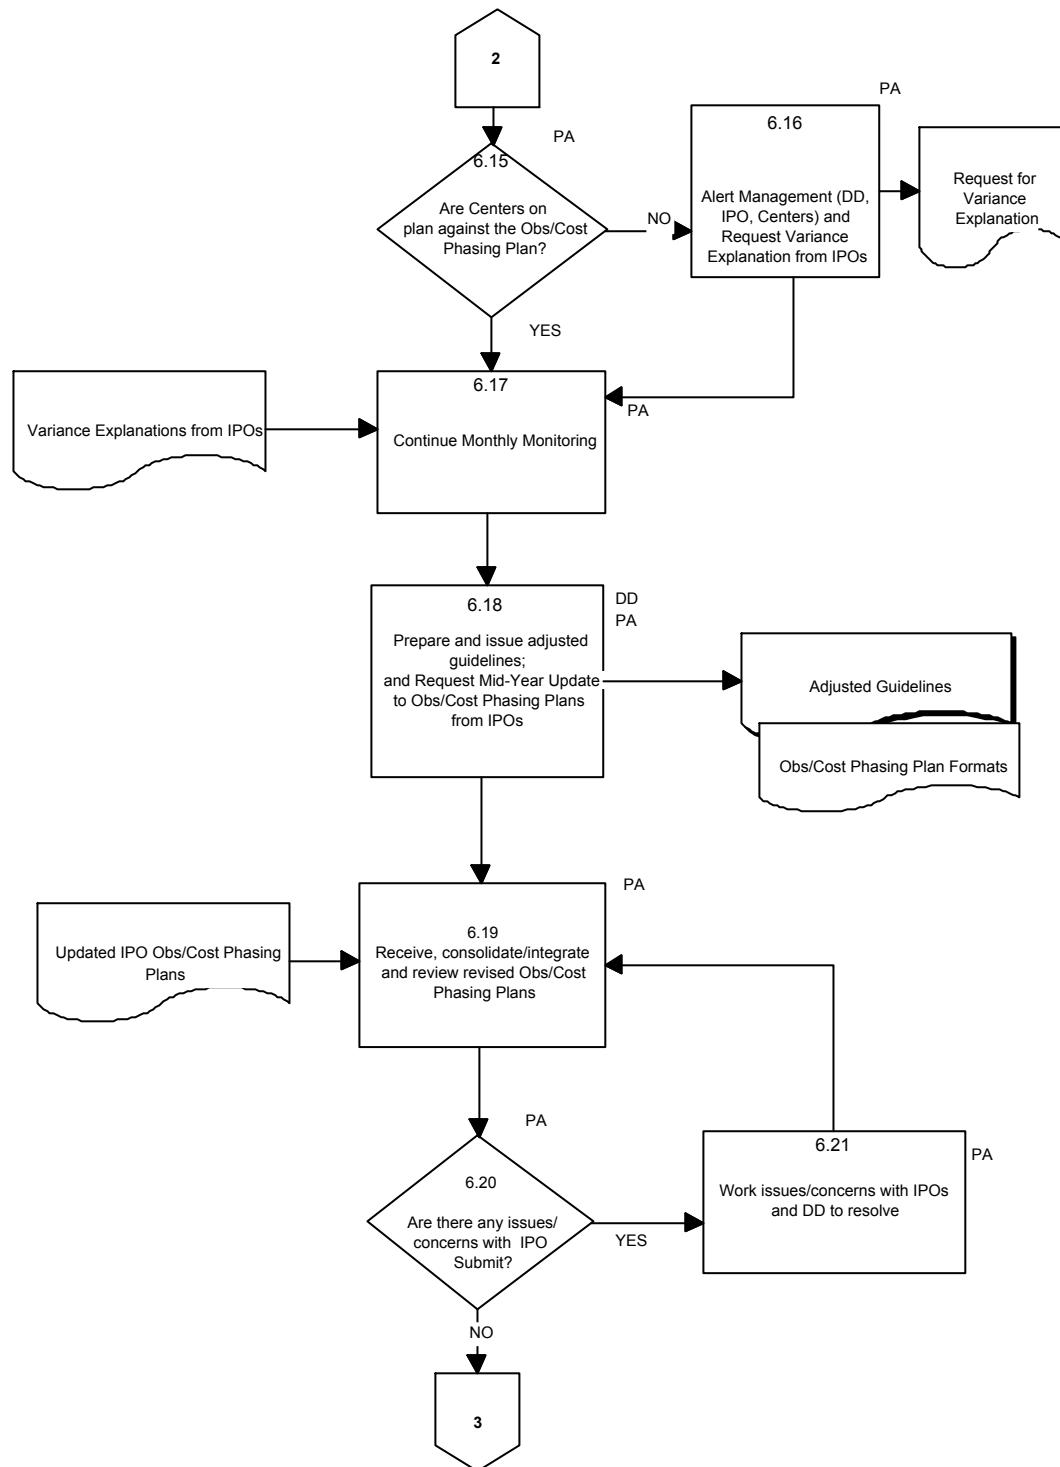 2
PA
6.15
Are Centers on
plan against the Obs/Cost
Phasing Plan?
NO
PA
6.16
Alert Management (DD,
IPO, Centers) and
Request Variance
Explanation from IPOs
Request for
Variance
Explanation
YES
6.17
PA
Continue Monthly Monitoring
Variance Explanations from IPOs
6.18
DD
PA
Prepare and issue adjusted
guidelines;
and Request Mid-Year Update
to Obs/Cost Phasing Plans
from IPOs
Adjusted Guidelines
Obs/Cost Phasing Plan Formats
PA
6.19
Receive, consolidate/integrate
and review revised Obs/Cost
Phasing Plans
Updated IPO Obs/Cost Phasing
Plans
PA
6.20
Are there any issues/
concerns with IPO
Submit?
YES
6.21
PA
Work issues/concerns with IPOs
and DD to resolve
NO
3